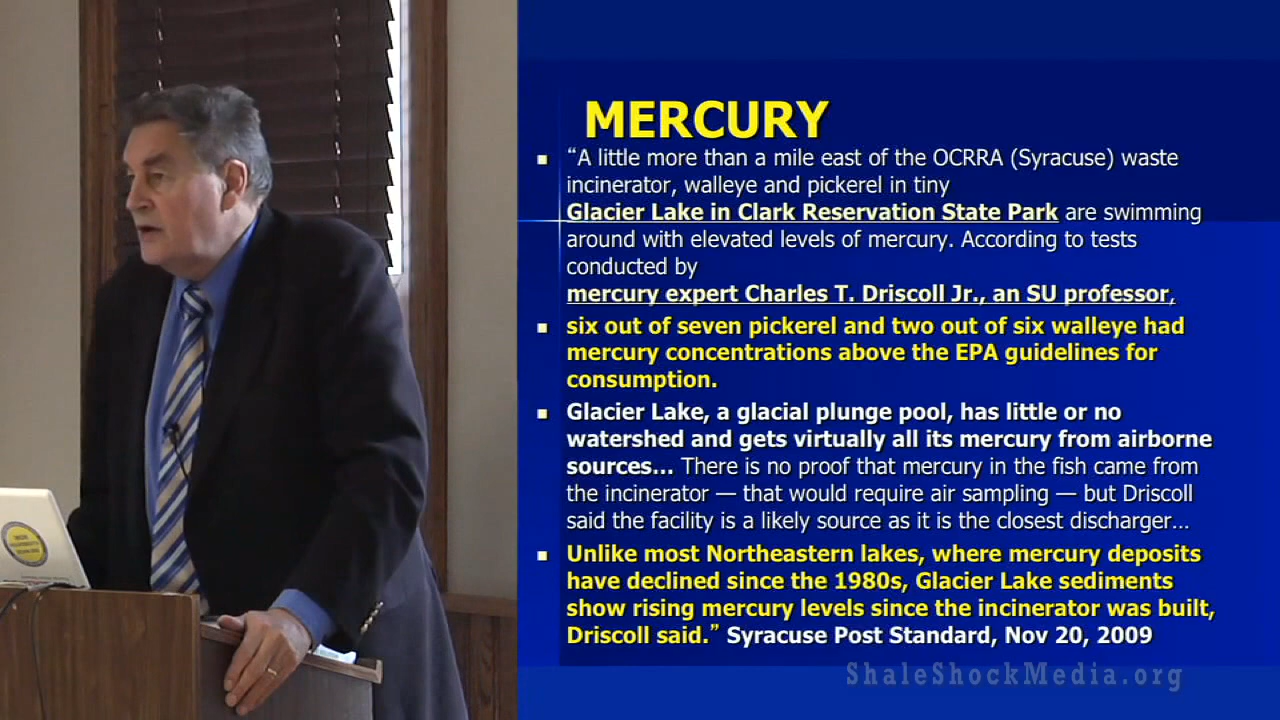 MERCURY
“A little more than a mile east of the OCRRA (Syracuse) waste
incinerator, walleye and pickerel in tiny
Glacier Lake in Clark Reservation State Park are swimming
around with elevated levels of mercury. According to tests
conducted by
mercury expert Charles T. Driscoll Jr., an SU professor,
six out of seven pickerel and two out of six walleye had
mercury concentrations above the EPA guidelines for
consumption.
Glacier Lake, a glacial plunge pool, has little or no
watershed and gets virtually all its mercury from airborne
sources… There is no proof that mercury in the fish came from
the incinerator — that would require air sampling — but Driscoll
said the facility is a likely source as it is the closest discharger…
Unlike most Northeastern lakes, where mercury deposits
have declined since the 1980s, Glacier Lake sediments
show rising mercury levels since the incinerator was built,
Driscoll said.” Syracuse Post Standard, Nov 20, 2009
ShaleShockMedia.org